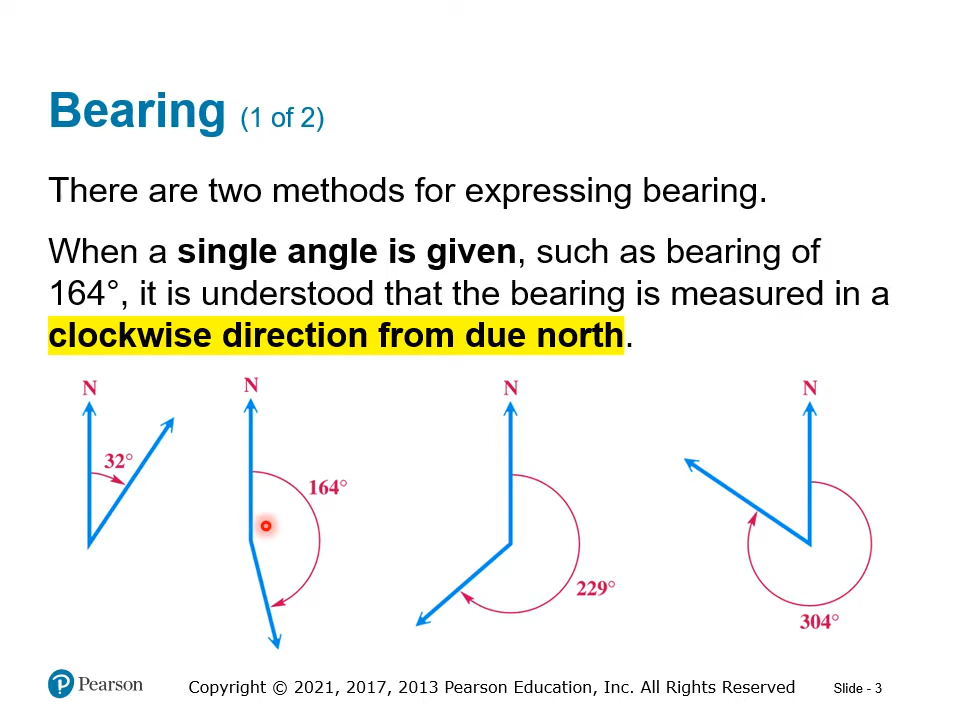 Bearing (1 of 2)
There are two methods for expressing bearing.
When a single angle is given, such as bearing of
164°, it is understood that the bearing is measured in a
clockwise direction from due north.
N
N
N
N
32°
164°
229°
304°
Pearson
Copyright © 2021, 2017, 2013 Pearson Education, Inc. All Rights Reserved
Slide - 3